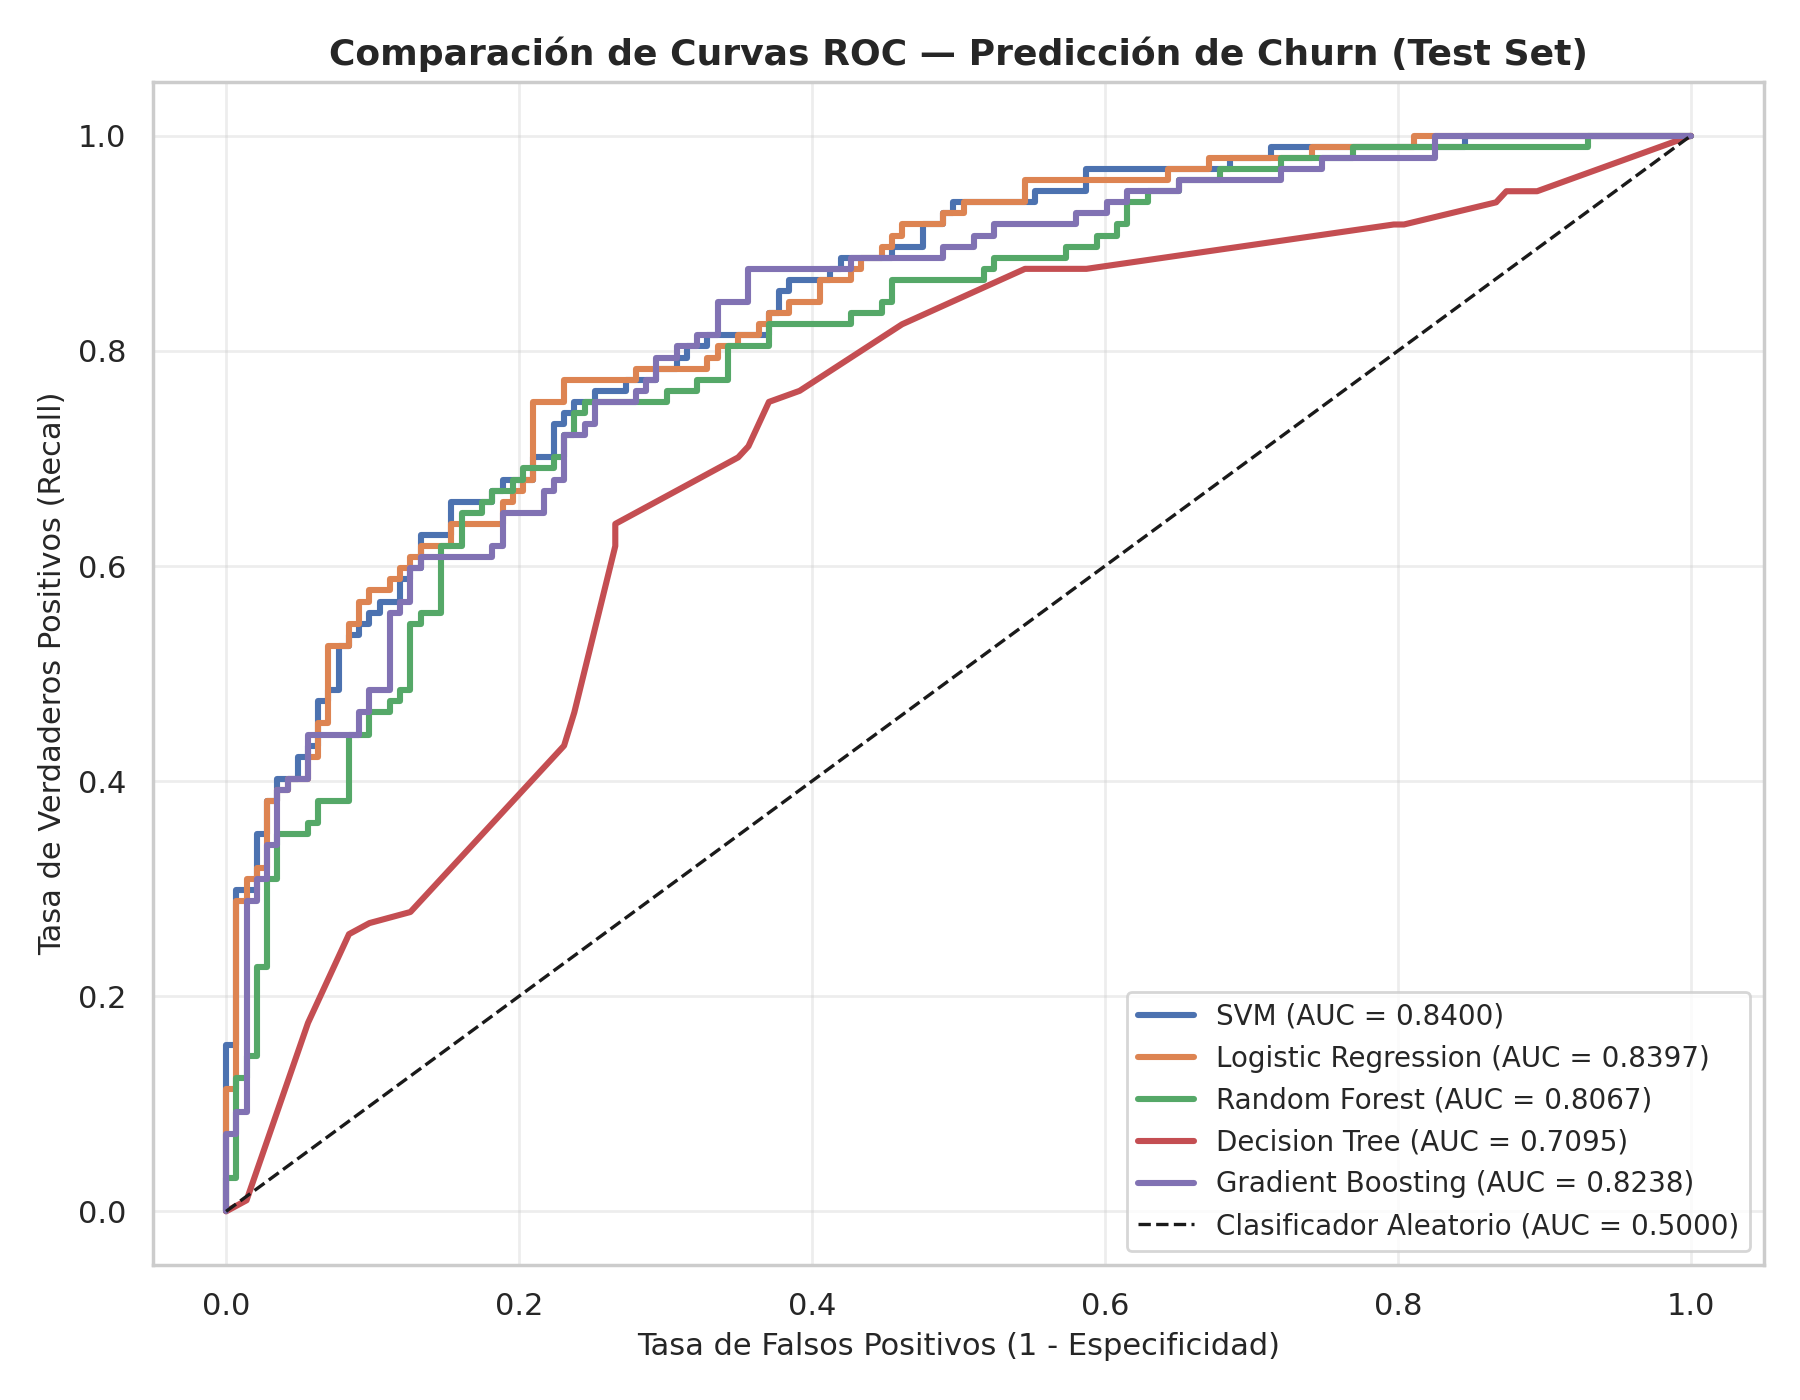 Comparación de Curvas ROC — Predicción de Churn (Test Set)
Tasa de Verdaderos Positivos (Recall)
1.0
0.8
0.6
0.4
0.2
0.0
SVM (AUC = 0.8400)
Logistic Regression (AUC = 0.8397)
Random Forest (AUC = 0.8067)
Decision Tree (AUC = 0.7095)
Gradient Boosting (AUC = 0.8238)
Clasificador Aleatorio (AUC = 0.5000)
0.0 0.2 0.4 0.6 0.8 1.0
Tasa de Falsos Positivos (1 - Especificidad)